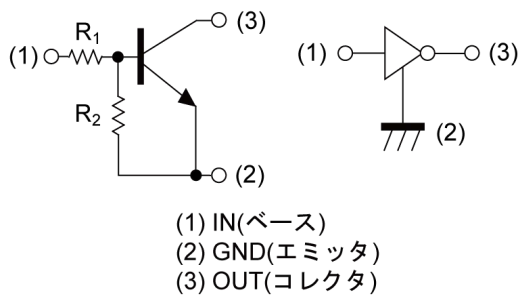 (3)
R1
(1)
R2
(2)
(1)
(3)
(2)
(1) IN(ベース)
(2) GND(エミッタ)
(3) OUT(コレクタ)